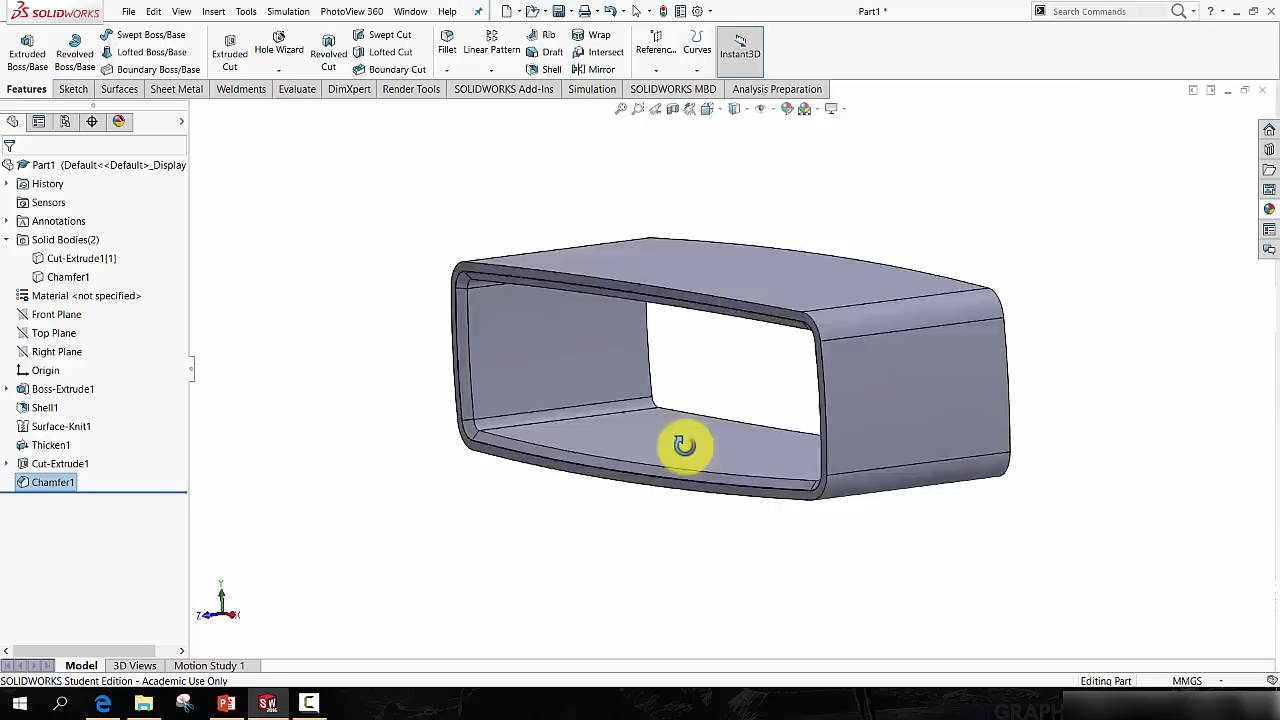 SOLIDWORKS
File Edit View Insert Tools Simulation PhotoView 360 Window Help
Part1 *
Search Commands
Extruded Boss/Base
Revolved Boss/Base
Swept Boss/Base
Lofted Boss/Base
Boundary Boss/Base
Extruded Cut
Hole Wizard
Revolved Cut
Swept Cut
Lofted Cut
Boundary Cut
Fillet
Linear Pattern
Rib
Draft
Shell
Wrap
Intersect
Mirror
Referenc...
Curves
Instant3D
Features Sketch Surfaces Sheet Metal Weldments Evaluate DimXpert Render Tools SOLIDWORKS Add-Ins Simulation SOLIDWORKS MBD Analysis Preparation
Part1 (Default<<Default>_Display
History
Sensors
Annotations
Solid Bodies(2)
Cut-Extrude1[1]
Chamfer1
Material <not specified>
Front Plane
Top Plane
Right Plane
Origin
Boss-Extrude1
Shell1
Surface-Knit1
Thicken1
Cut-Extrude1
Chamfer1
Y
Z X
Model 3D Views Motion Study 1
SOLIDWORKS Student Edition - Academic Use Only
Editing Part MMGS